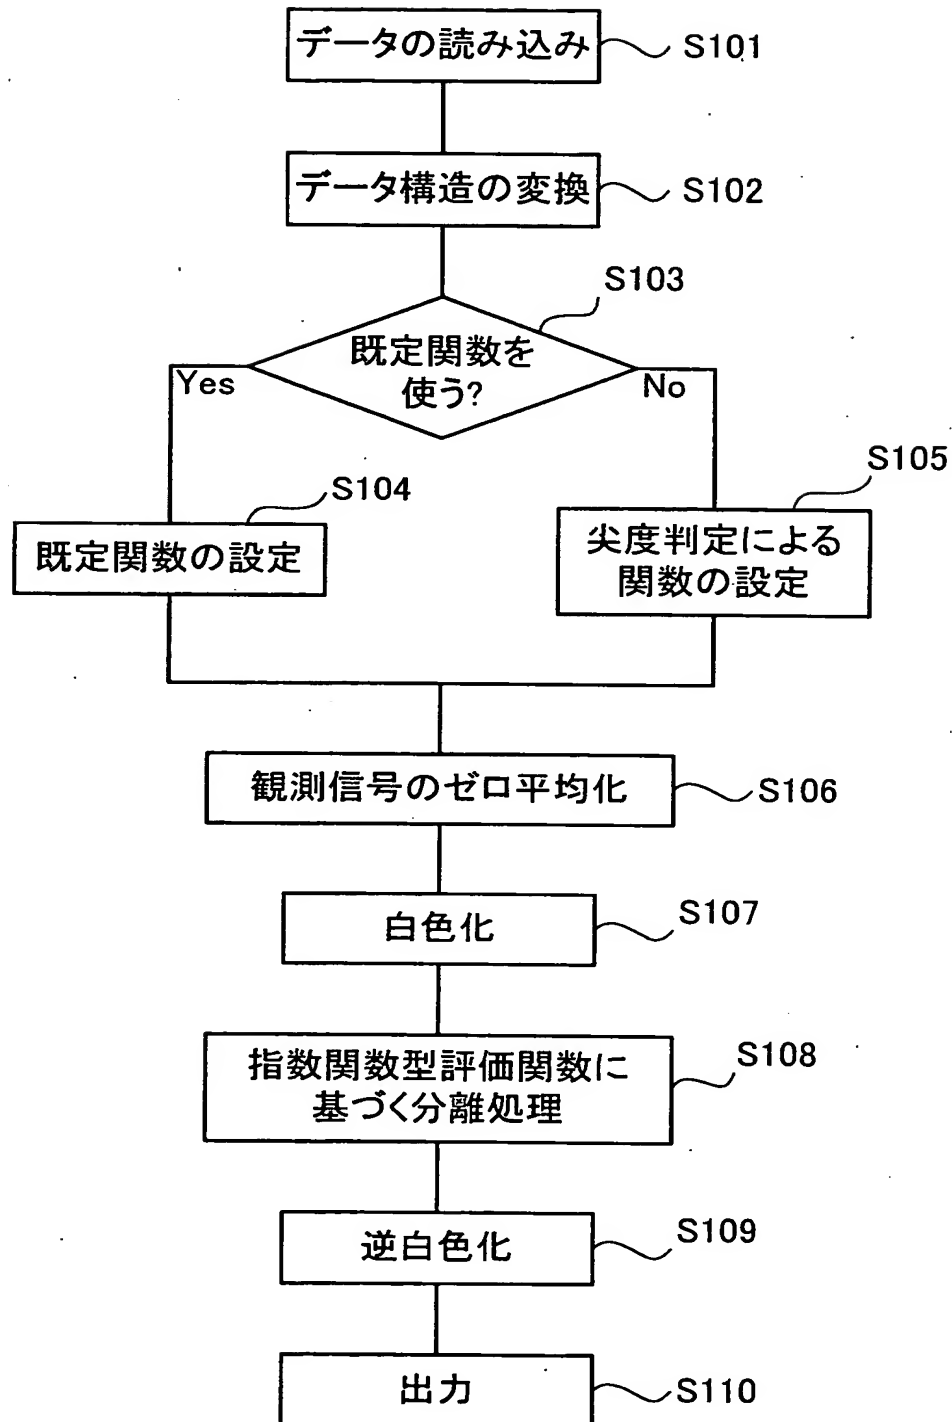 データの読み込み
S101
データ構造の変換
S102
S103
既定関数を
使う?
Yes
No
S104
既定関数の設定
S105
尖度判定による
関数の設定
観測信号のゼロ平均化
S106
白色化
S107
指数関数型評価関数に
基づく分離処理
S108
逆白色化
S109
出力
S110